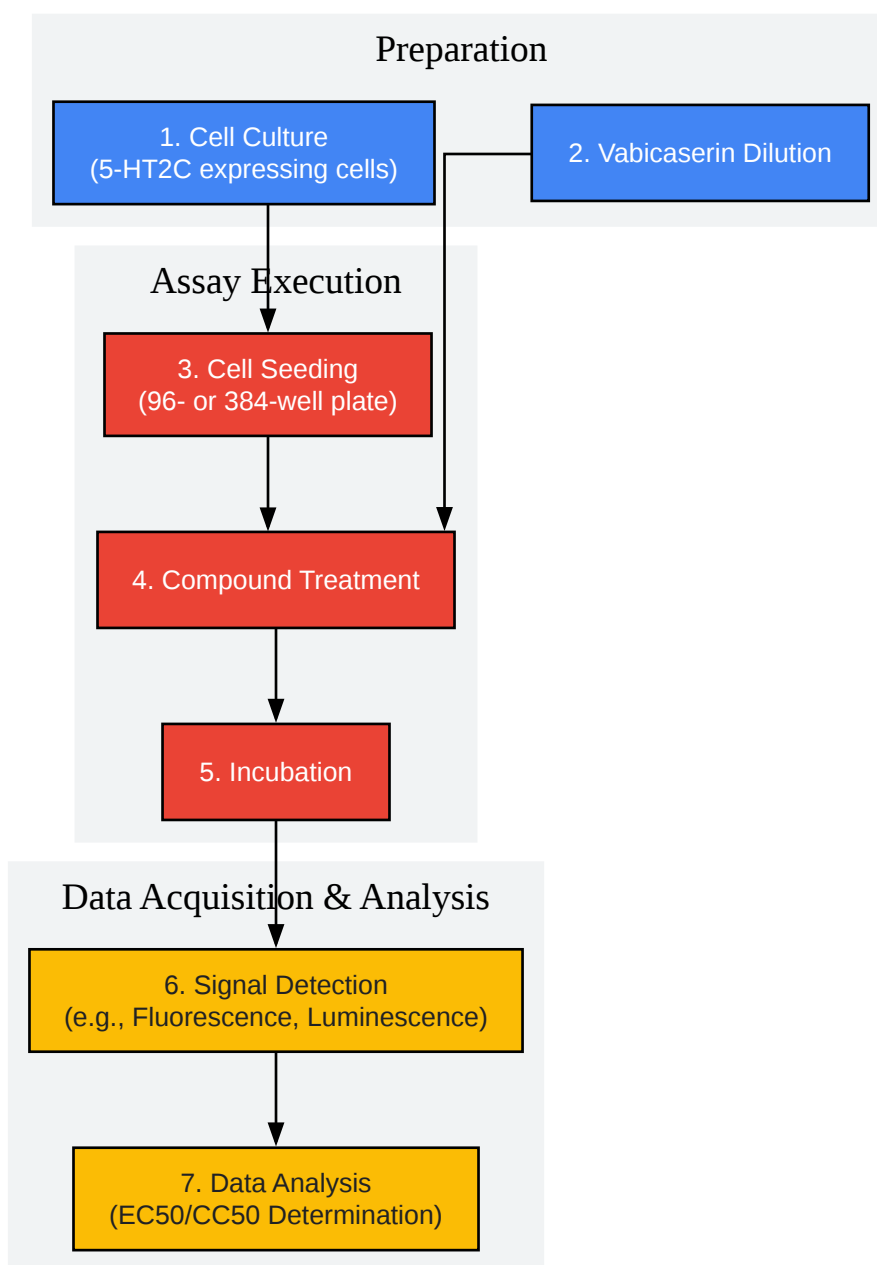 Preparation
1. Cell Culture
(5-HT2C expressing cells)
2. Vabicaserin Dilution
Assay Execution
3. Cell Seeding
(96- or 384-well plate)
4. Compound Treatment
5. Incubation
Data Acquisition & Analysis
6. Signal Detection
(e.g., Fluorescence, Luminescence)
7. Data Analysis
(EC50/CC50 Determination)